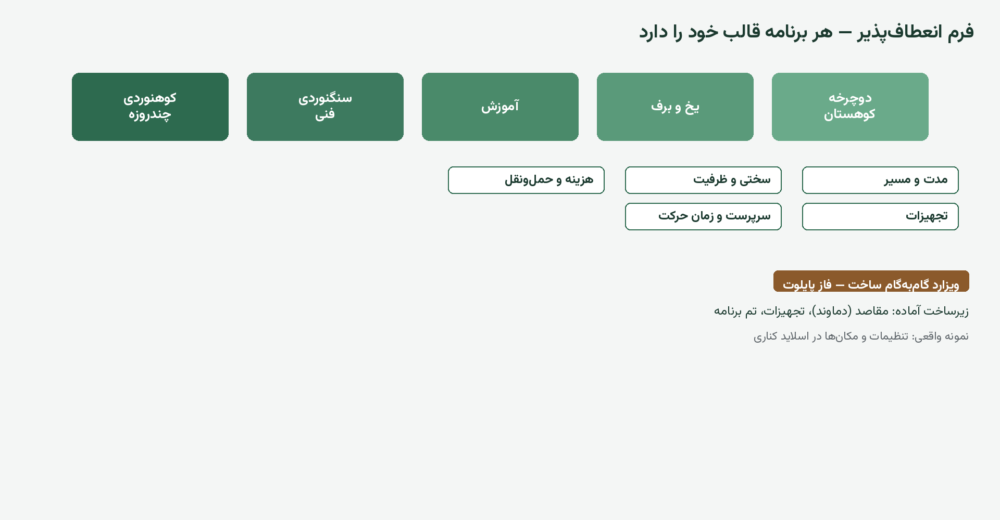 فرم انعطاف‌پذیر — هر برنامه قالب خود را دارد
دوچرخه
کوهستان
یخ و برف
آموزش
سنگنوردی
فنی
کوهنوردی
چندروزه
مدت و مسیر
سختی و ظرفیت
هزینه و حمل‌ونقل
تجهیزات
سرپرست و زمان حرکت
ویزارد گام‌به‌گام ساخت — فاز پایلوت
زیرساخت آماده: مقاصد (دماوند)، تجهیزات، تم برنامه
نمونه واقعی: تنظیمات و مکان‌ها در اسلاید کناری